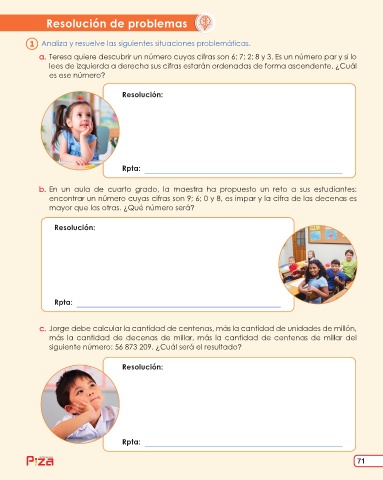 Resolución de problemas
1 Analiza y resuelve las siguientes situaciones problemáticas.
a. Teresa quiere descubrir un número cuyas cifras son 6; 7; 2; 8 y 3. Es un número par y si lo
lees de izquierda a derecha sus cifras estarán ordenadas de forma ascendente. ¿Cuál
es ese número?
Resolución:
Rpta:
b. En un aula de cuarto grado, la maestra ha propuesto un reto a sus estudiantes:
encontrar un número cuyas cifras son 9; 6; 0 y 8, es impar y la cifra de las decenas es
mayor que las otras. ¿Qué número será?
Resolución:
Rpta:
c. Jorge debe calcular la cantidad de centenas, más la cantidad de unidades de millón,
más la cantidad de decenas de millar, más la cantidad de centenas de millar del
siguiente número: 56 873 209. ¿Cuál será el resultado?
Resolución:
Rpta:
71